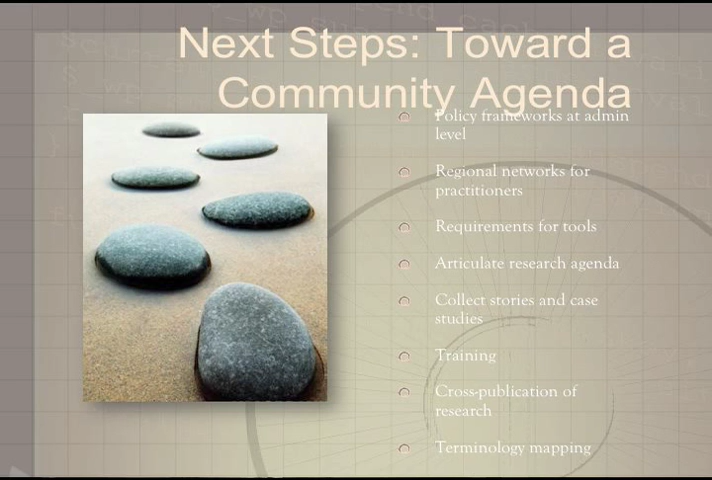 Next Steps: Toward a
Community Agenda
Policy frameworks at admin
level
Regional networks for
practitioners
Requirements for tools
Articulate research agenda
Collect stories and case
studies
Training
Cross-publication of
research
Terminology mapping